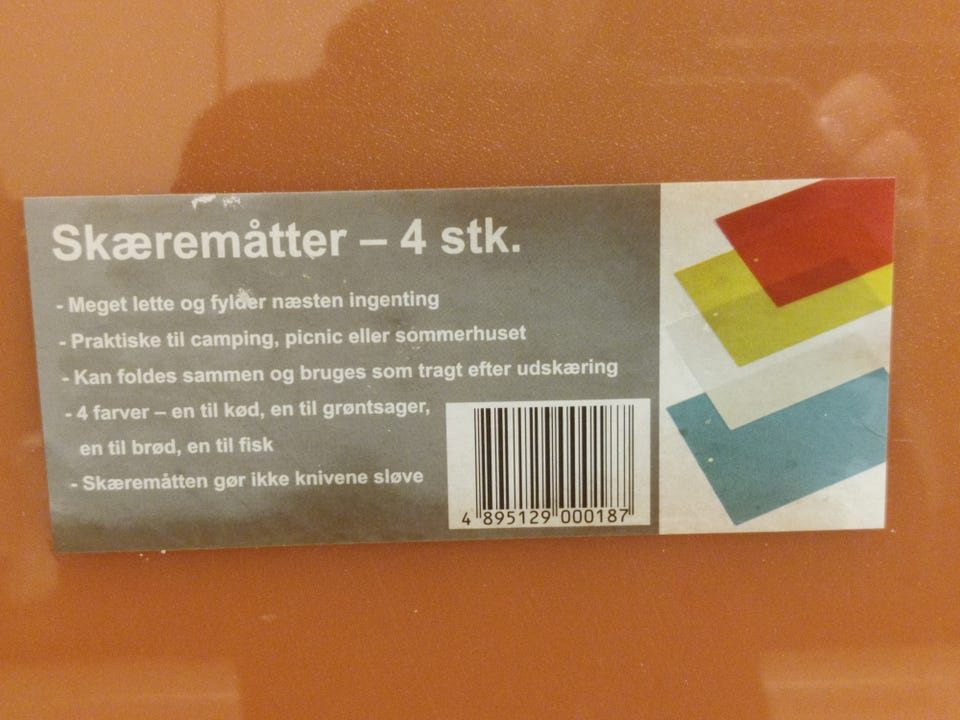 Skæremåtter – 4 stk.
- Meget lette og fylder næsten ingenting
- Praktiske til camping, picnic eller sommerhuset
- Kan foldes sammen og bruges som tragt efter udskæring
- 4 farver – en til kød, en til grøntsager,
en til brød, en til fisk
- Skæremåtten gør ikke knivene sløve
4 895129 000187